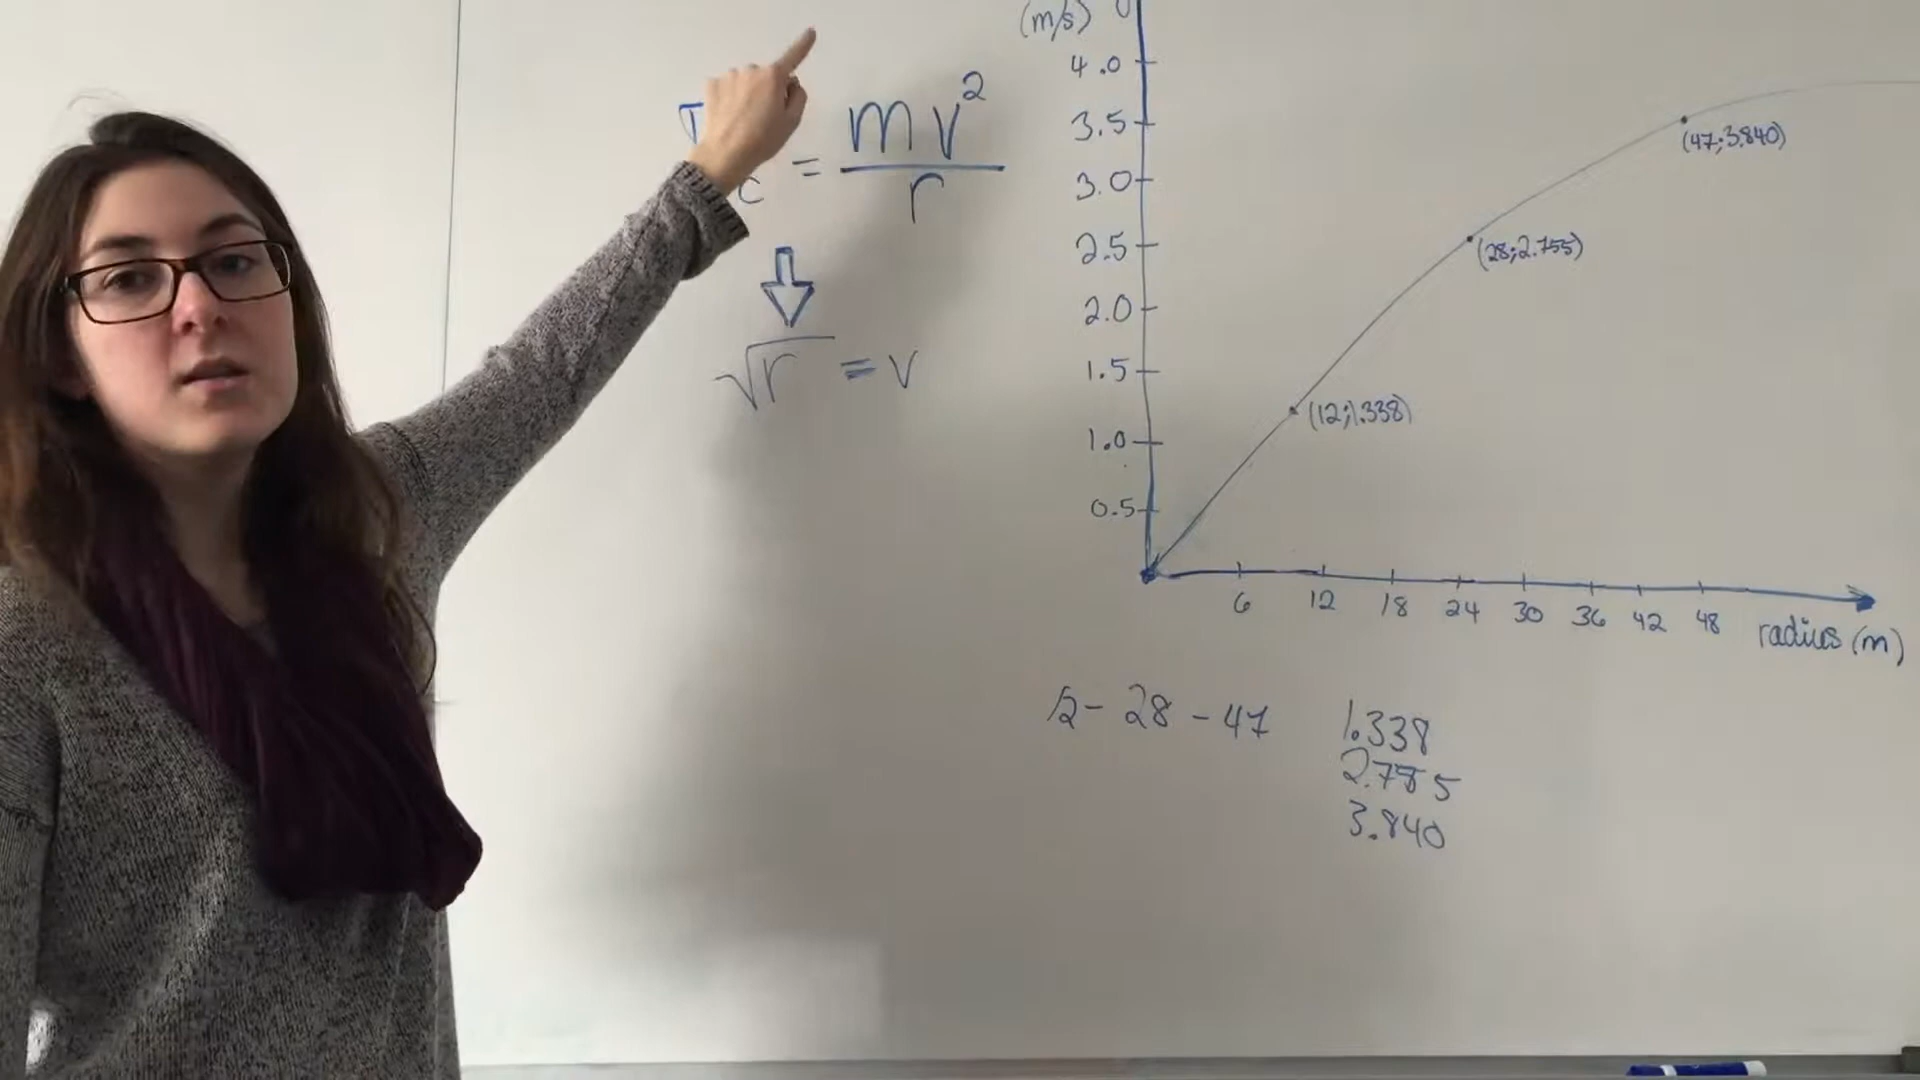 (m/s)
F c = mv²
r
√r = v
4.0
3.5
3.0
2.5
2.0
1.5
1.0
0.5
(47;3.840)
(28;2.755)
(12;1.338)
6 12 18 24 30 36 42 48
radius (m)
12 - 28 - 47
1.338
2.785
3.840